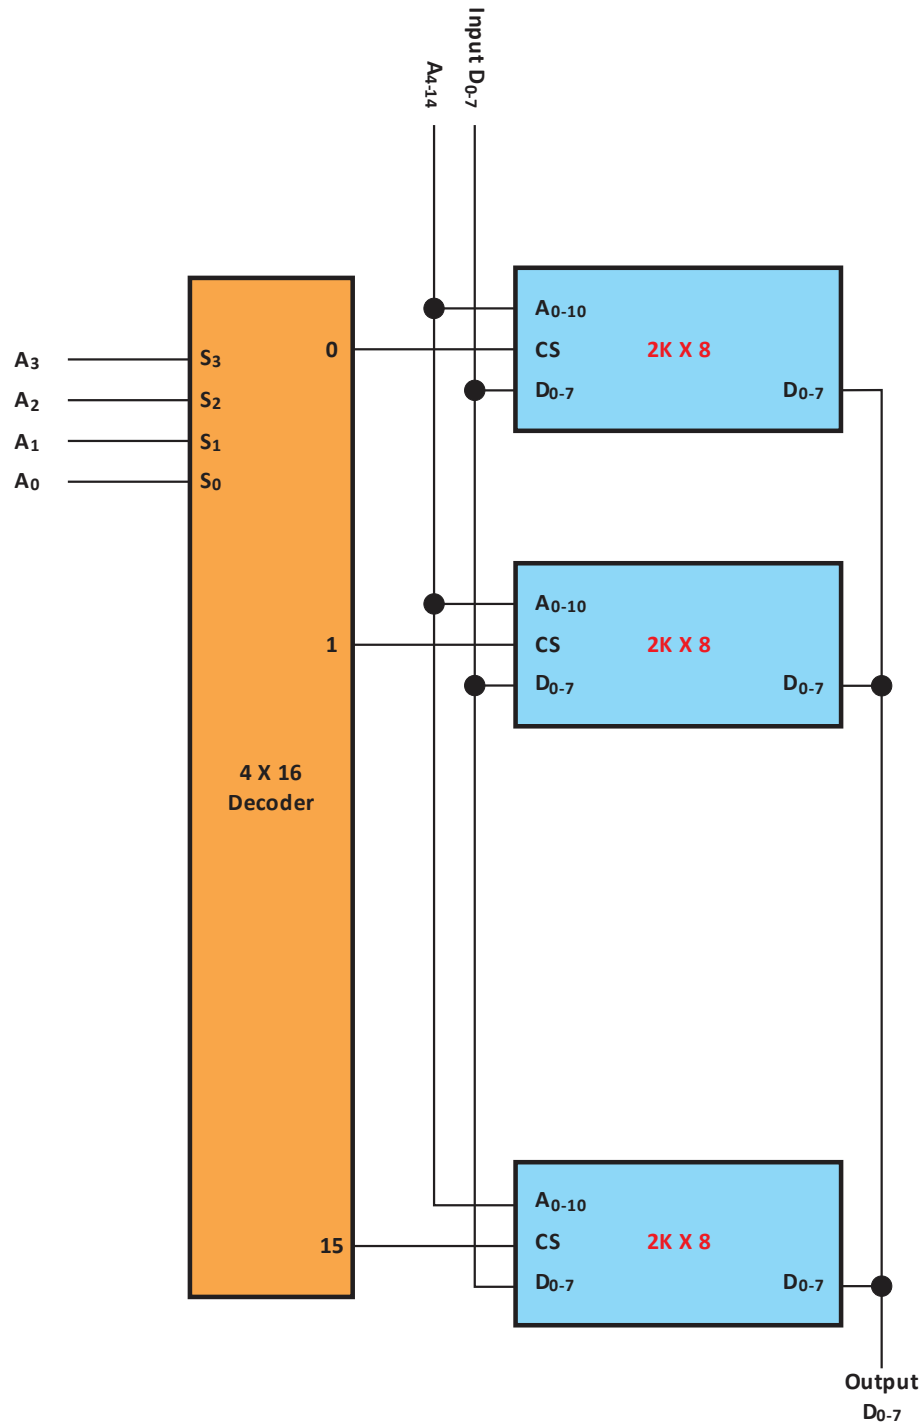 Input D0-7
A4-14
A3
A2
A1
A0
S3
S2
S1
S0
0
1
15
4 X 16
Decoder
A0-10
CS
2K X 8
D0-7
D0-7
A0-10
CS
2K X 8
D0-7
D0-7
A0-10
CS
2K X 8
D0-7
D0-7
Output
D0-7